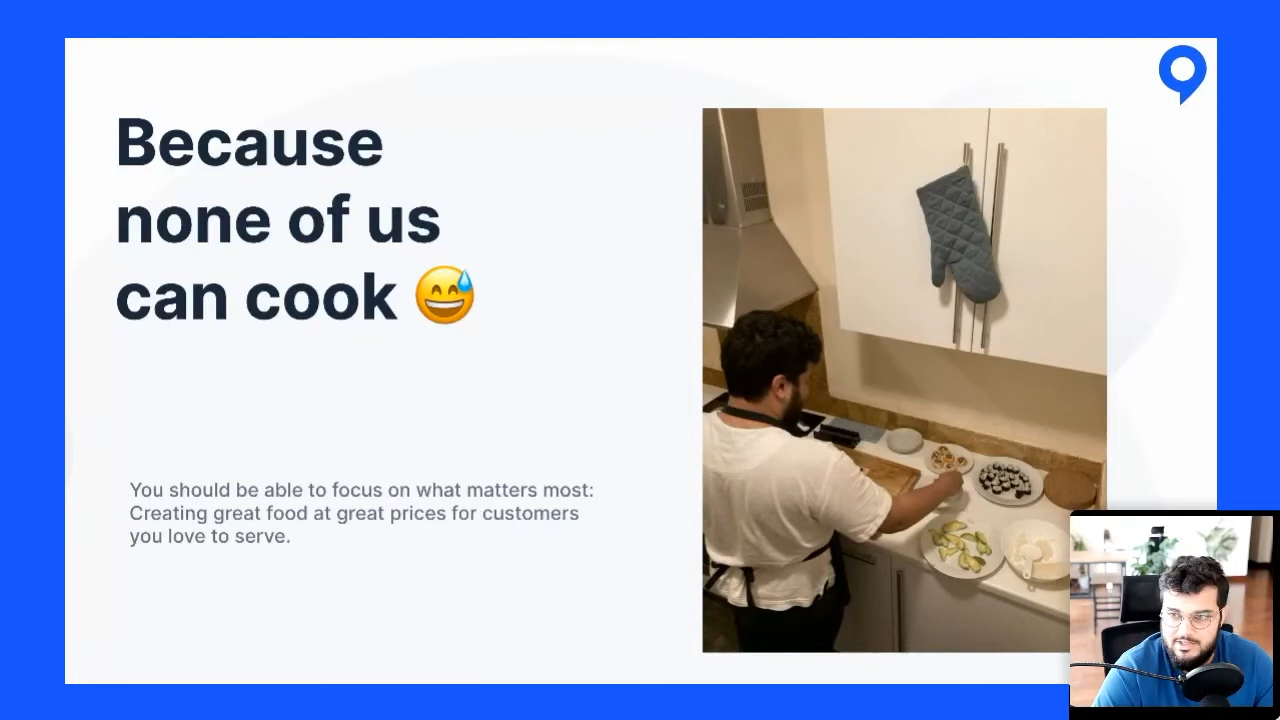 Because
none of us
can cook 😅
You should be able to focus on what matters most:
Creating great food at great prices for customers
you love to serve.